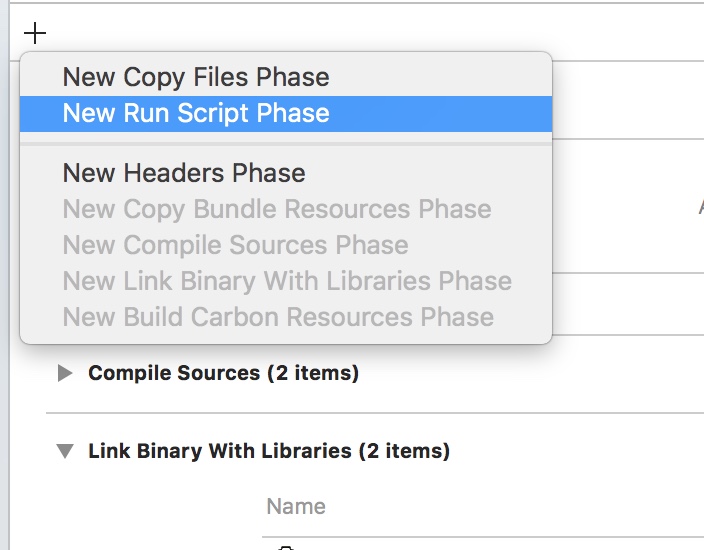 New Copy Files Phase
New Run Script Phase
New Headers Phase
New Copy Bundle Resources Phase
New Compile Sources Phase
New Link Binary With Libraries Phase
New Build Carbon Resources Phase
Compile Sources (2 items)
Link Binary With Libraries (2 items)
Name